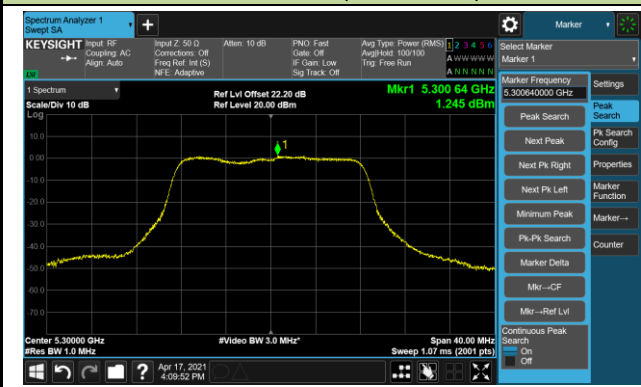 Spectrum Analyzer 1
Swept SA
+
Marker
KEYSIGHT
Input: RF
Coupling: AC
Align: Auto
Input Z: 50 Ω
Corrections: Off
Freq Ref: Int (S)
NFE: Adaptive
Atten: 10 dB
PNO: Fast
Gate: Off
IF Gain: Low
Sig Track: Off
Avg Type: Power (RMS)
Avg|Hold: 100/100
Trig: Free Run
1 2 3 4 5 6
A W W W W W
A N N N N N
LXI
Select Marker
Marker 1
1 Spectrum
Scale/Div 10 dB
Log
Ref Lvl Offset 22.20 dB
Ref Level 20.00 dBm
Mkr1 5.300 64 GHz
1.245 dBm
1
10.0
0.00
-10.0
-20.0
-30.0
-40.0
-50.0
-60.0
-70.0
Center 5.30000 GHz
#Res BW 1.0 MHz
#Video BW 3.0 MHz*
Span 40.00 MHz
Sweep 1.07 ms (2001 pts)
Marker Frequency
5.300640000 GHz
Peak Search
Next Peak
Next Pk Right
Next Pk Left
Minimum Peak
Pk-Pk Search
Marker Delta
Mkr→CF
Mkr→Ref Lvl
Continuous Peak
Search
On
Off
Settings
Peak
Search
Pk Search
Config
Properties
Marker
Function
Marker→
Counter
?
Apr 17, 2021
4:09:52 PM